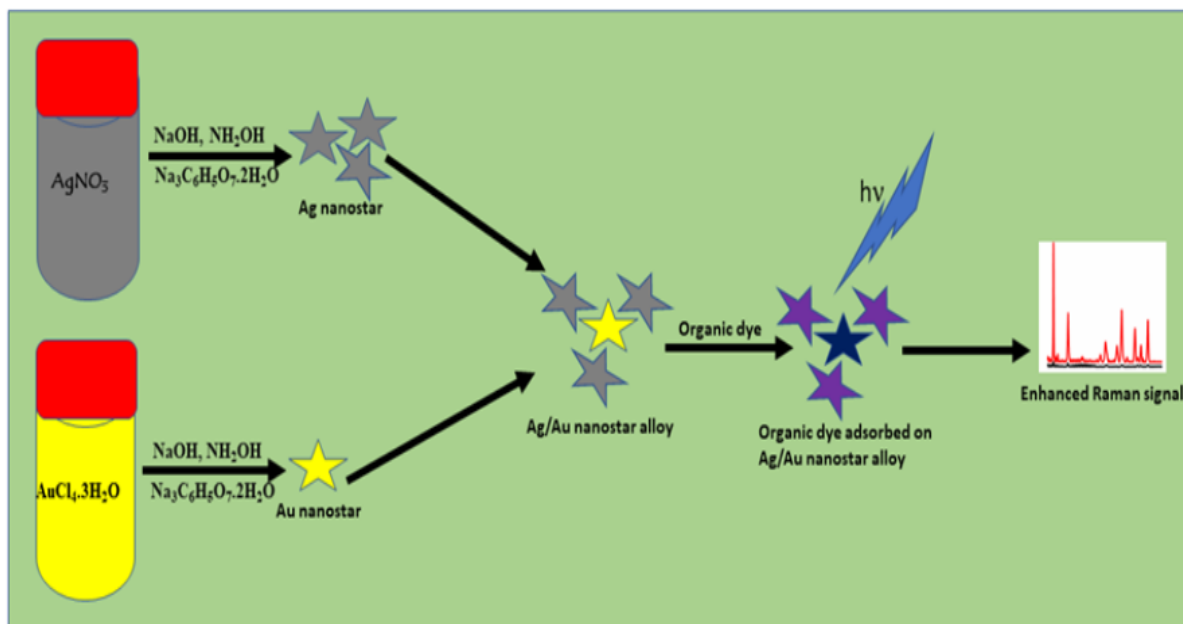 AgNO₃
NaOH, NH₂OH
Na₃C₆H₅O₇.2H₂O
Ag nanostar
AuCl₄.3H₂O
NaOH, NH₂OH
Na₃C₆H₅O₇.2H₂O
Au nanostar
Ag/Au nanostar alloy
Organic dye
hν
Organic dye adsorbed on
Ag/Au nanostar alloy
Enhanced Raman signal